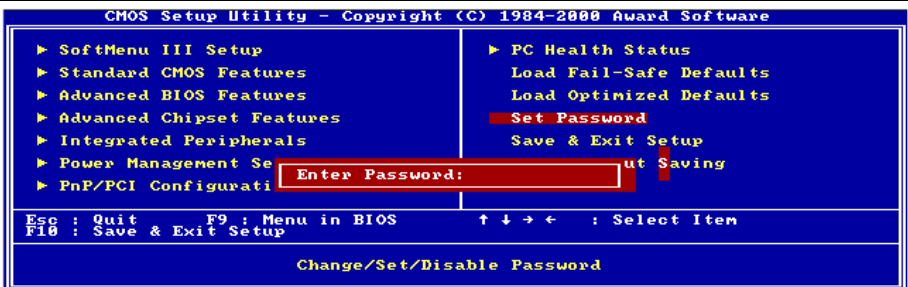 CMOS Setup Utility - Copyright (C) 1984-2000 Award Software
▶ SoftMenu III Setup
▶ Standard CMOS Features
▶ Advanced BIOS Features
▶ Advanced Chipset Features
▶ Integrated Peripherals
▶ Power Management Se
▶ PnP/PCI Configurati
▶ PC Health Status
Load Fail-Safe Defaults
Load Optimized Defaults
Set Password
Save & Exit Setup
ut Saving
Enter Password:
Esc : Quit F9 : Menu in BIOS ↑ ↓ → ← : Select Item
F10 : Save & Exit Setup
Change/Set/Disable Password